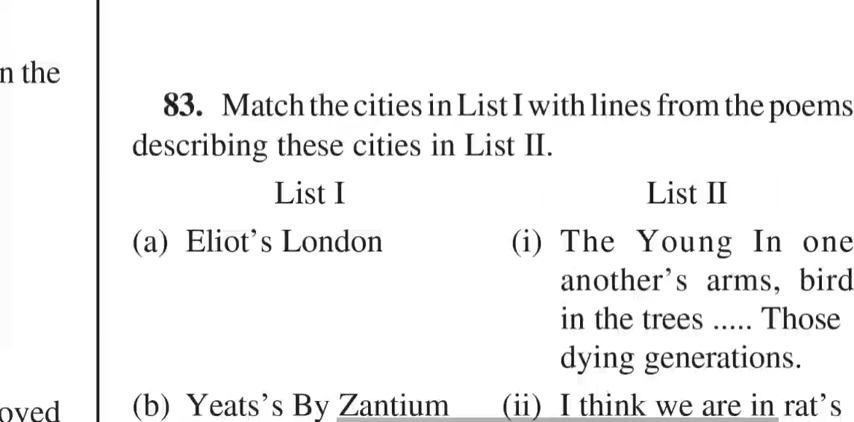 n the
83. Match the cities in List I with lines from the poems
describing these cities in List II.
List I List II
(a) Eliot's London (i) The Young In one
another's arms, bird
in the trees ..... Those
dying generations.
oved (b) Yeats's By Zantium (ii) I think we are in rat's